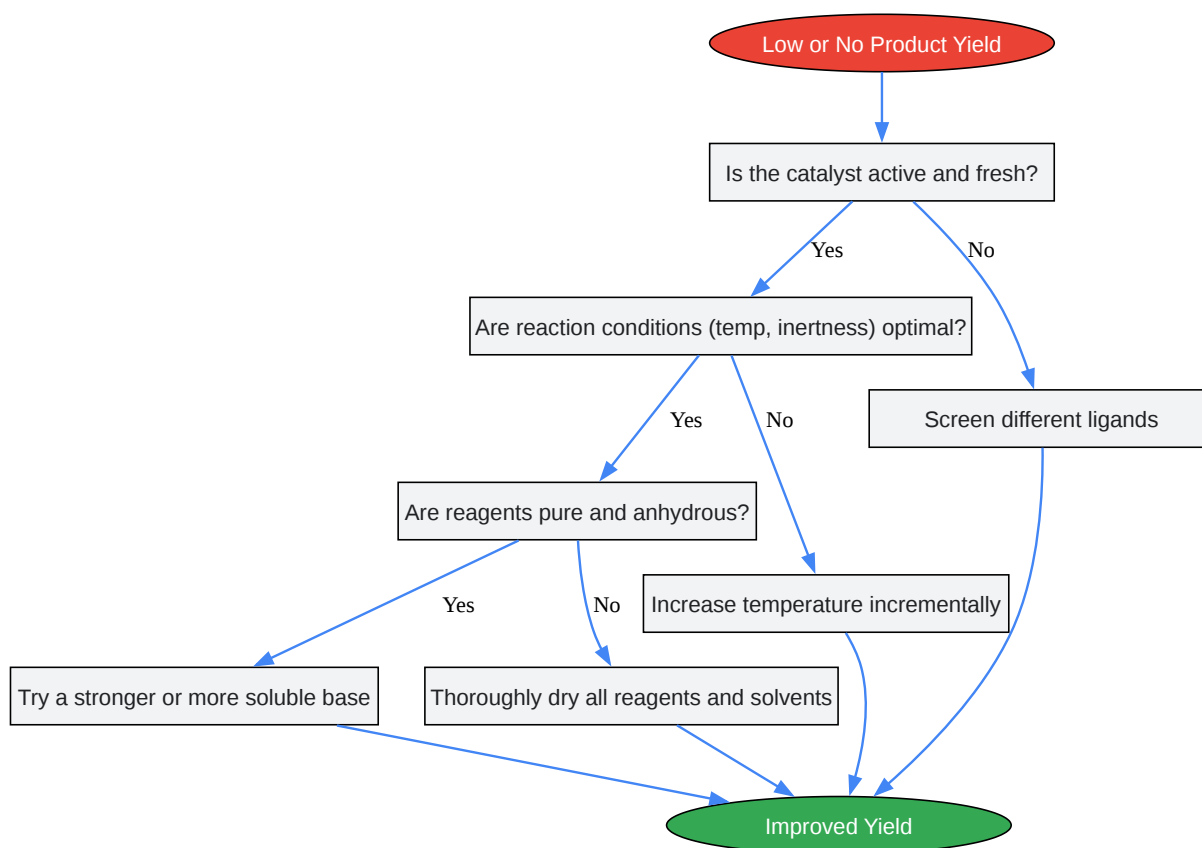 Low or No Product Yield
Is the catalyst active and fresh?
Yes
No
Are reaction conditions (temp, inertness) optimal?
Yes
No
Screen different ligands
Are reagents pure and anhydrous?
Yes
No
Increase temperature incrementally
Try a stronger or more soluble base
Thoroughly dry all reagents and solvents
Improved Yield